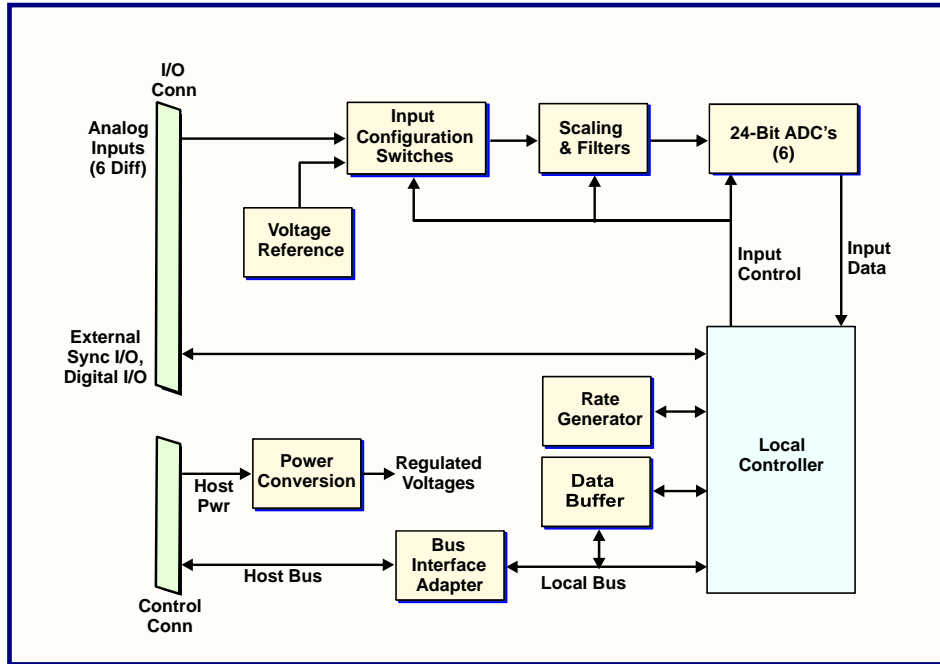 I/O
Conn
Analog
Inputs
(6 Diff)
Input
Configuration
Switches
Scaling
& Filters
24-Bit ADC's
(6)
Voltage
Reference
Input
Control
Input
Data
External
Sync I/O,
Digital I/O
Rate
Generator
Local
Controller
Host
Pwr
Power
Conversion
Regulated
Voltages
Data
Buffer
Host Bus
Bus
Interface
Adapter
Local Bus
Control
Conn